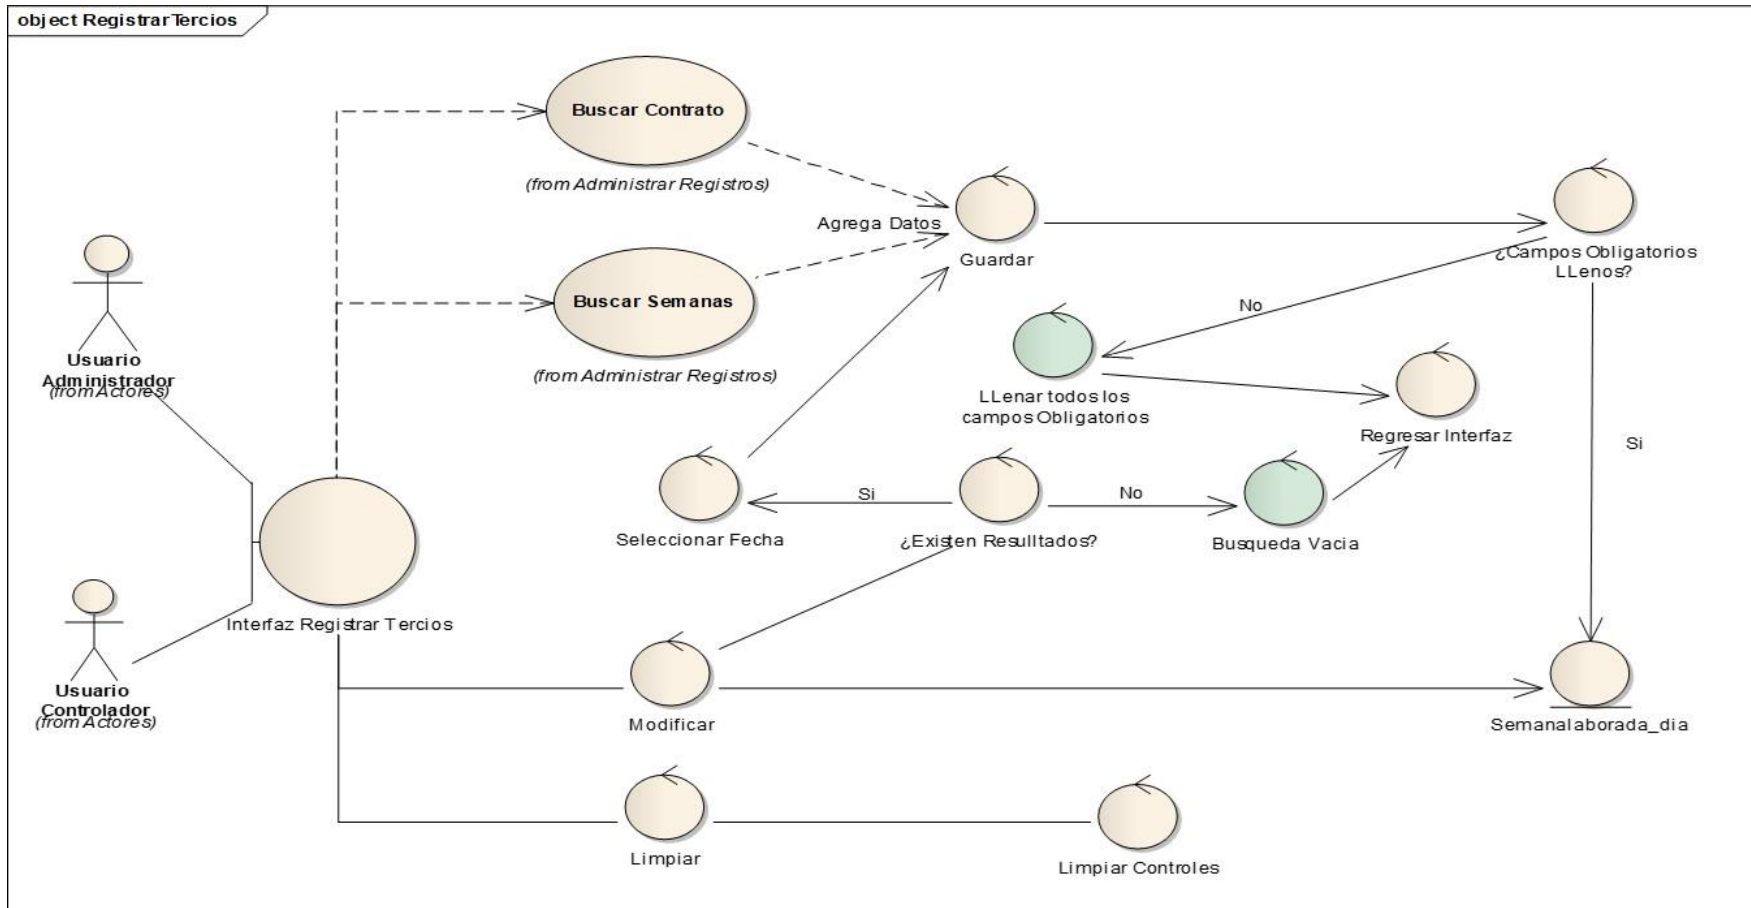 object RegistrarTercios
Buscar Contrato
(from Administrar Registros)
Agrega Datos
Guardar
¿Campos Obligatorios
LLenos?
Buscar Semanas
(from Administrar Registros)
No
Usuario
Administrador
(from Actores)
LLenar todos los
campos Obligatorios
Regresar Interfaz
Si
Si
No
Seleccionar Fecha
¿Existen Resulltados?
Busqueda Vacia
Interfaz Registrar Tercios
Usuario
Controlador
(from Actores)
Modificar
Semanalaborada_dia
Limpiar
Limpiar Controles